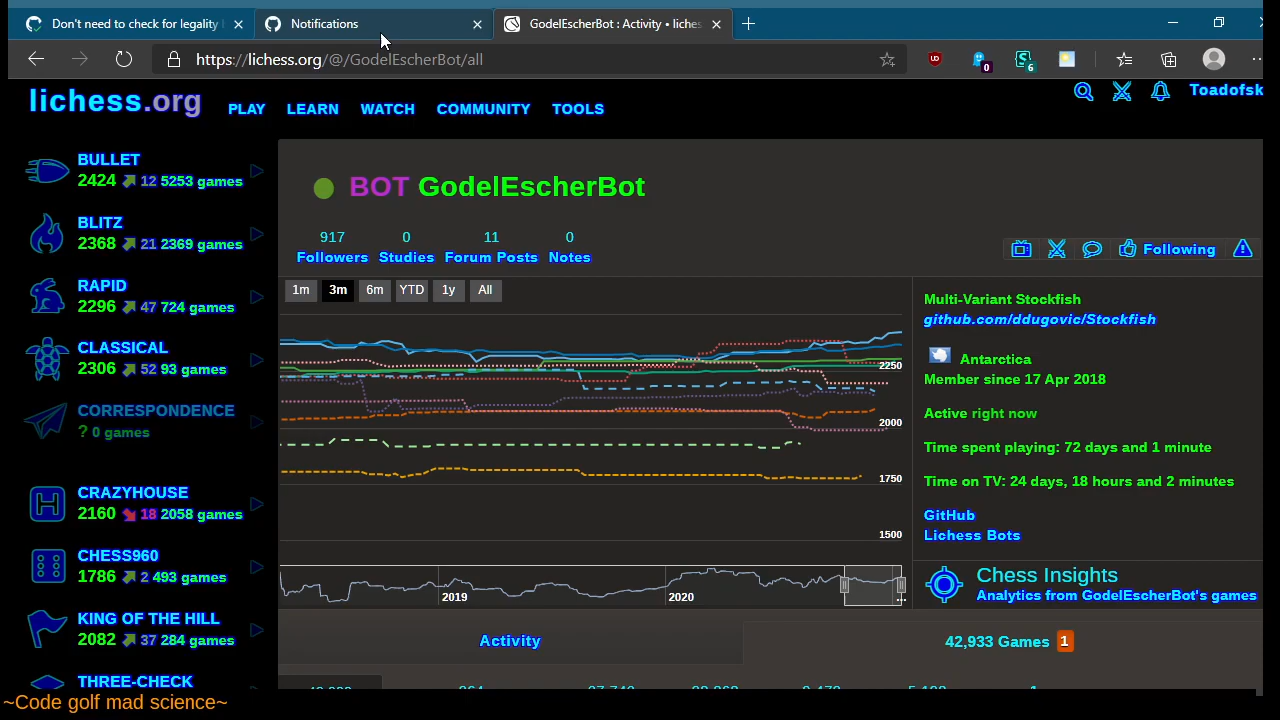 Don't need to check for legality
Notifications
GodelEscherBot : Activity • liches
https://lichess.org/@/GodelEscherBot/all
0
6
lichess.org
PLAY LEARN WATCH COMMUNITY TOOLS
Toadofsk
BULLET
2424 12 5253 games
BLITZ
2368 21 2369 games
RAPID
2296 47 724 games
CLASSICAL
2306 52 93 games
CORRESPONDENCE
? 0 games
CRAZYHOUSE
2160 18 2058 games
CHESS960
1786 2 493 games
KING OF THE HILL
2082 37 284 games
THREE-CHECK
BOT GodelEscherBot
917 0 11 0
Followers Studies Forum Posts Notes
Following
1m 3m 6m YTD 1y All
2250
2000
1750
1500
2019 2020
Multi-Variant Stockfish
github.com/ddugovic/Stockfish
Antarctica
Member since 17 Apr 2018
Active right now
Time spent playing: 72 days and 1 minute
Time on TV: 24 days, 18 hours and 2 minutes
GitHub
Lichess Bots
Chess Insights
Analytics from GodelEscherBot's games
Activity
42,933 Games 1
~Code golf mad science~